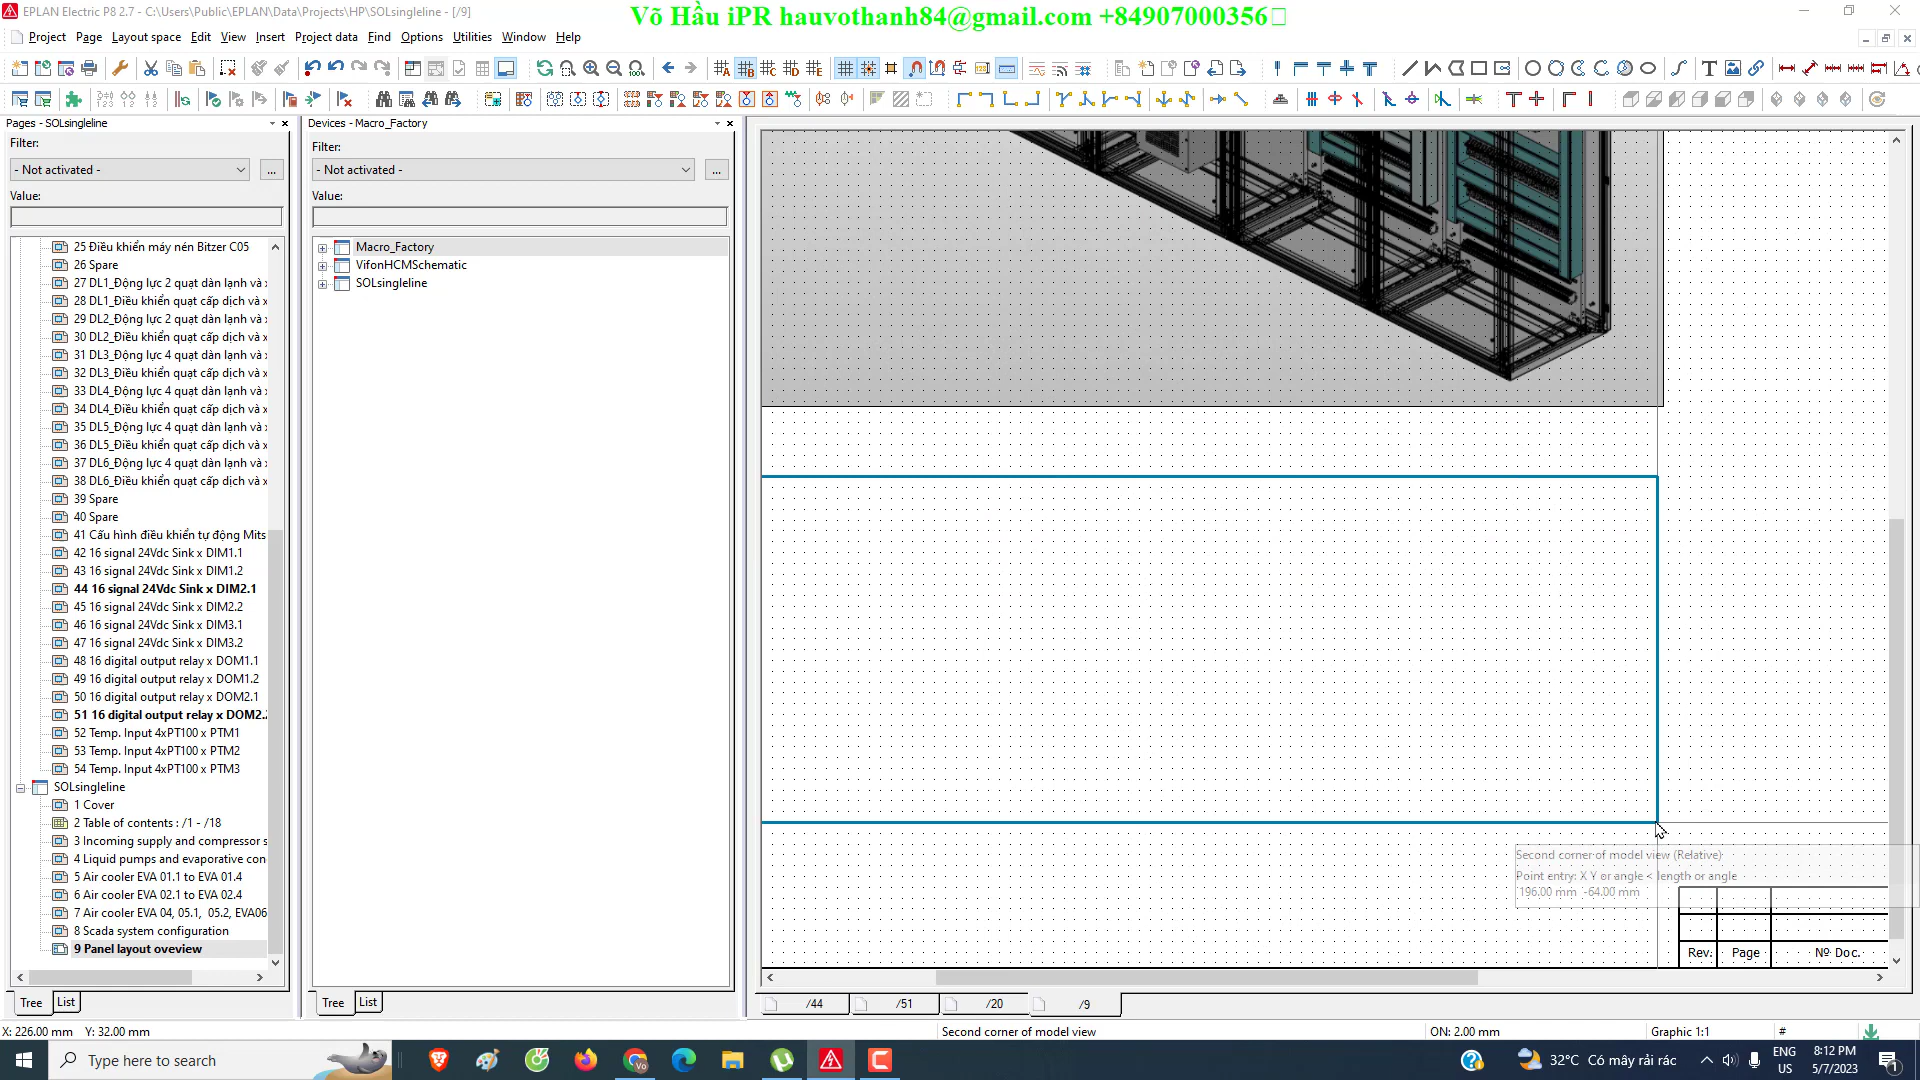 EPLAN Electric P8 2.7 - C:\Users\Public\EPLAN\Data\Projects\HP\SOLsingleline - [/9]
Võ Hầu iPR hauvothanh84@gmail.com +84907000356
Project Page Layout space Edit View Insert Project data Find Options Utilities Window Help
Pages - SOLsingleline
Filter:
- Not activated -
...
Value:
25 Điều khiển máy nén Bitzer C05
26 Spare
27 DL1_Động lực 2 quạt dàn lạnh và
28 DL1_Điều khiển quạt cấp dịch và x
29 DL2_Động lực 2 quạt dàn lạnh và
30 DL2_Điều khiển quạt cấp dịch và x
31 DL3_Động lực 4 quạt dàn lạnh và
32 DL3_Điều khiển quạt cấp dịch và x
33 DL4_Động lực 4 quạt dàn lạnh và
34 DL4_Điều khiển quạt cấp dịch và x
35 DL5_Động lực 4 quạt dàn lạnh và
36 DL5_Điều khiển quạt cấp dịch và x
37 DL6_Động lực 4 quạt dàn lạnh và
38 DL6_Điều khiển quạt cấp dịch và x
39 Spare
40 Spare
41 Cấu hình điều khiển tự động Mits
42 16 signal 24Vdc Sink x DIM1.1
43 16 signal 24Vdc Sink x DIM1.2
44 16 signal 24Vdc Sink x DIM2.1
45 16 signal 24Vdc Sink x DIM2.2
46 16 signal 24Vdc Sink x DIM3.1
47 16 signal 24Vdc Sink x DIM3.2
48 16 digital output relay x DOM1.1
49 16 digital output relay x DOM1.2
50 16 digital output relay x DOM2.1
51 16 digital output relay x DOM2.
52 Temp. Input 4xPT100 x PTM1
53 Temp. Input 4xPT100 x PTM2
54 Temp. Input 4xPT100 x PTM3
SOLsingleline
1 Cover
2 Table of contents : /1 - /18
3 Incoming supply and compressor s
4 Liquid pumps and evaporative con
5 Air cooler EVA 01.1 to EVA 01.4
6 Air cooler EVA 02.1 to EVA 02.4
7 Air cooler EVA 04, 05.1, 05.2, EVA06
8 Scada system configuration
9 Panel layout oveview
Tree List
Devices - Macro_Factory
Filter:
- Not activated -
...
Value:
Macro_Factory
VifonHCMSchematic
SOLsingleline
Tree List
Second corner of model view (Relative)
Point entry: X Y or angle < length or angle
196.00 mm -64.00 mm
Rev. Page Nº Doc.
/44 /51 /20 /9
X: 226.00 mm Y: 32.00 mm
Second corner of model view
ON: 2.00 mm
Graphic 1:1
#
Type here to search
32°C Có mây rải rác
ENG
US
8:12 PM
5/7/2023
1